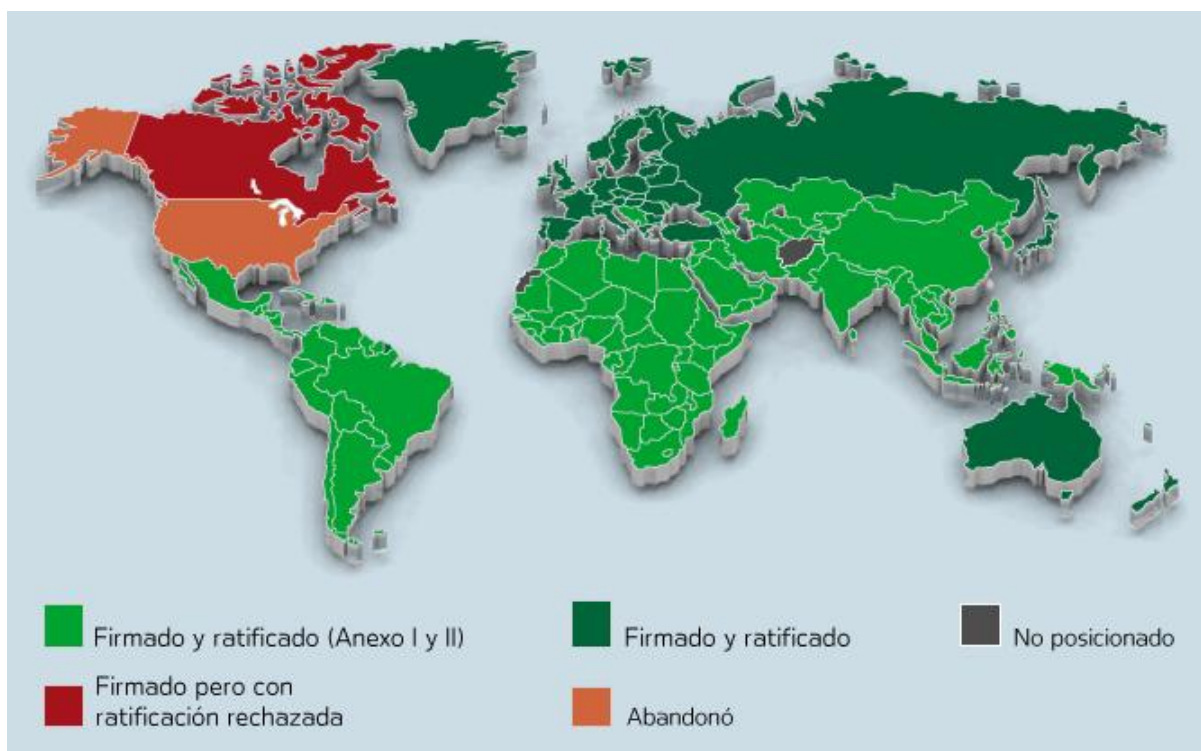 Firmado y ratificado (Anexo I y II)
Firmado y ratificado
No posicionado
Firmado pero con
ratificación rechazada
Abandonó